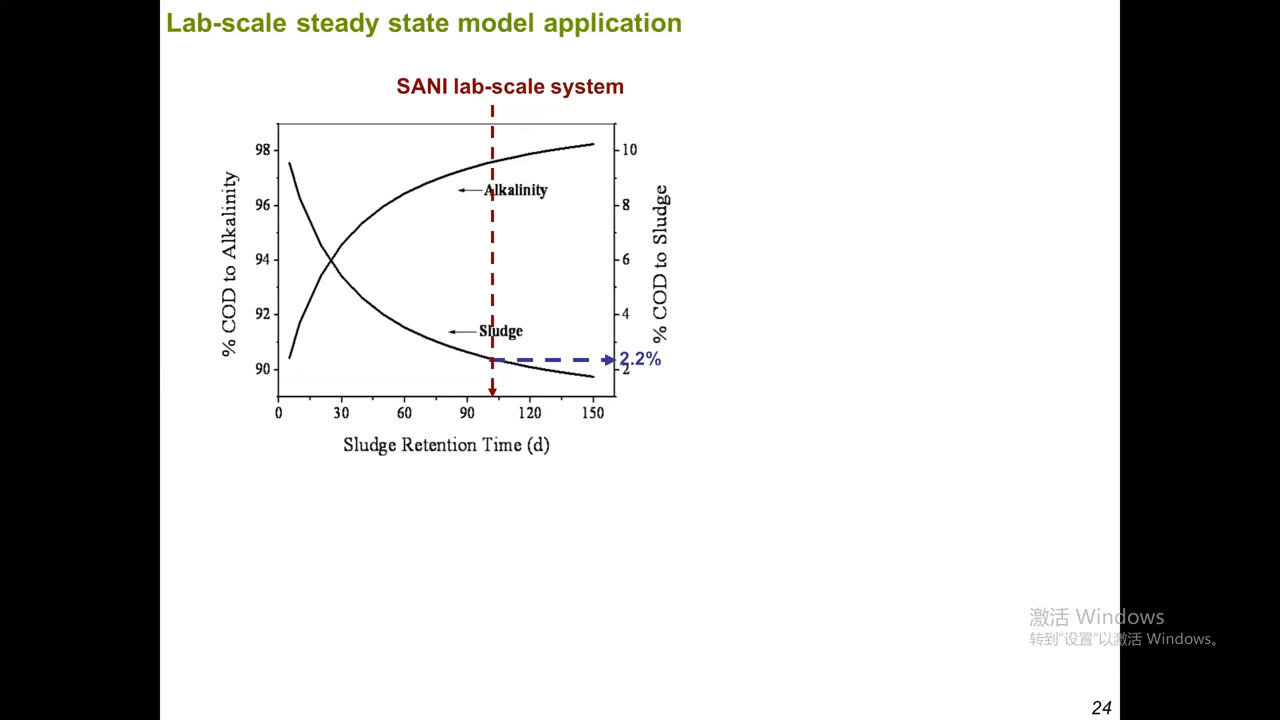 Lab-scale steady state model application
SANI lab-scale system
% COD to Alkalinity
98
96
94
92
90
10
8
6
4
2
% COD to Sludge
Alkalinity
Sludge
2.2%
0 30 60 90 120 150
Sludge Retention Time (d)
激活 Windows
转到“设置”以激活 Windows。
24